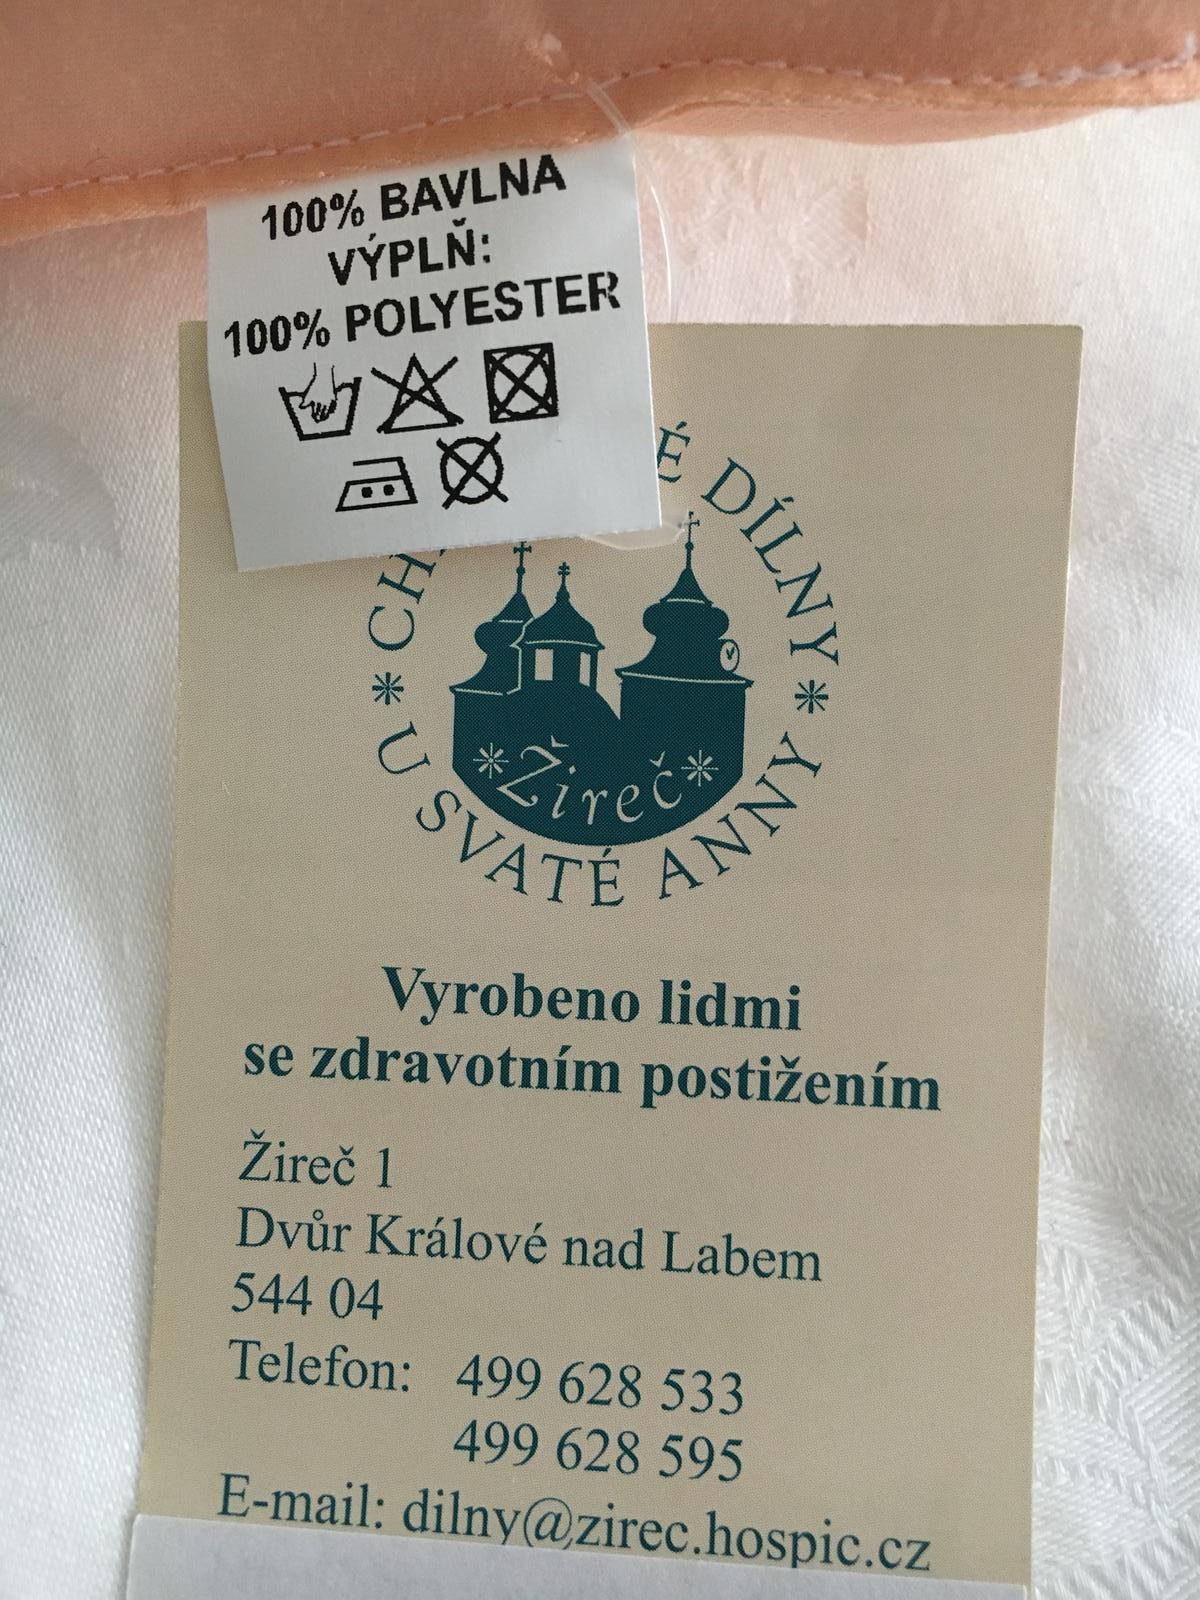 100% BAVLNA
VÝPLŇ:
100% POLYESTER
DÍLNY
U SVATÉ ANNY
Žireč
Vyrobeno lidmi
se zdravotním postižením
Žireč 1
Dvůr Králové nad Labem
544 04
Telefon: 499 628 533
499 628 595
E-mail: dilny@zirec.hospic.cz